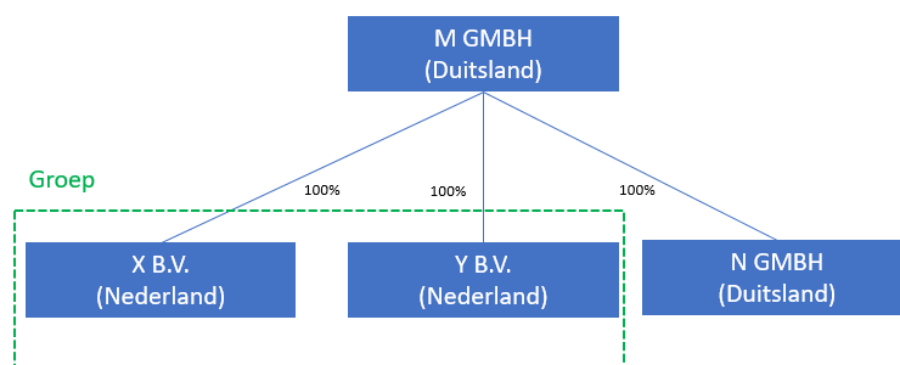 M GMBH
(Duitsland)
Groep
100%
100%
100%
X B.V.
(Nederland)
Y B.V.
(Nederland)
N GMBH
(Duitsland)